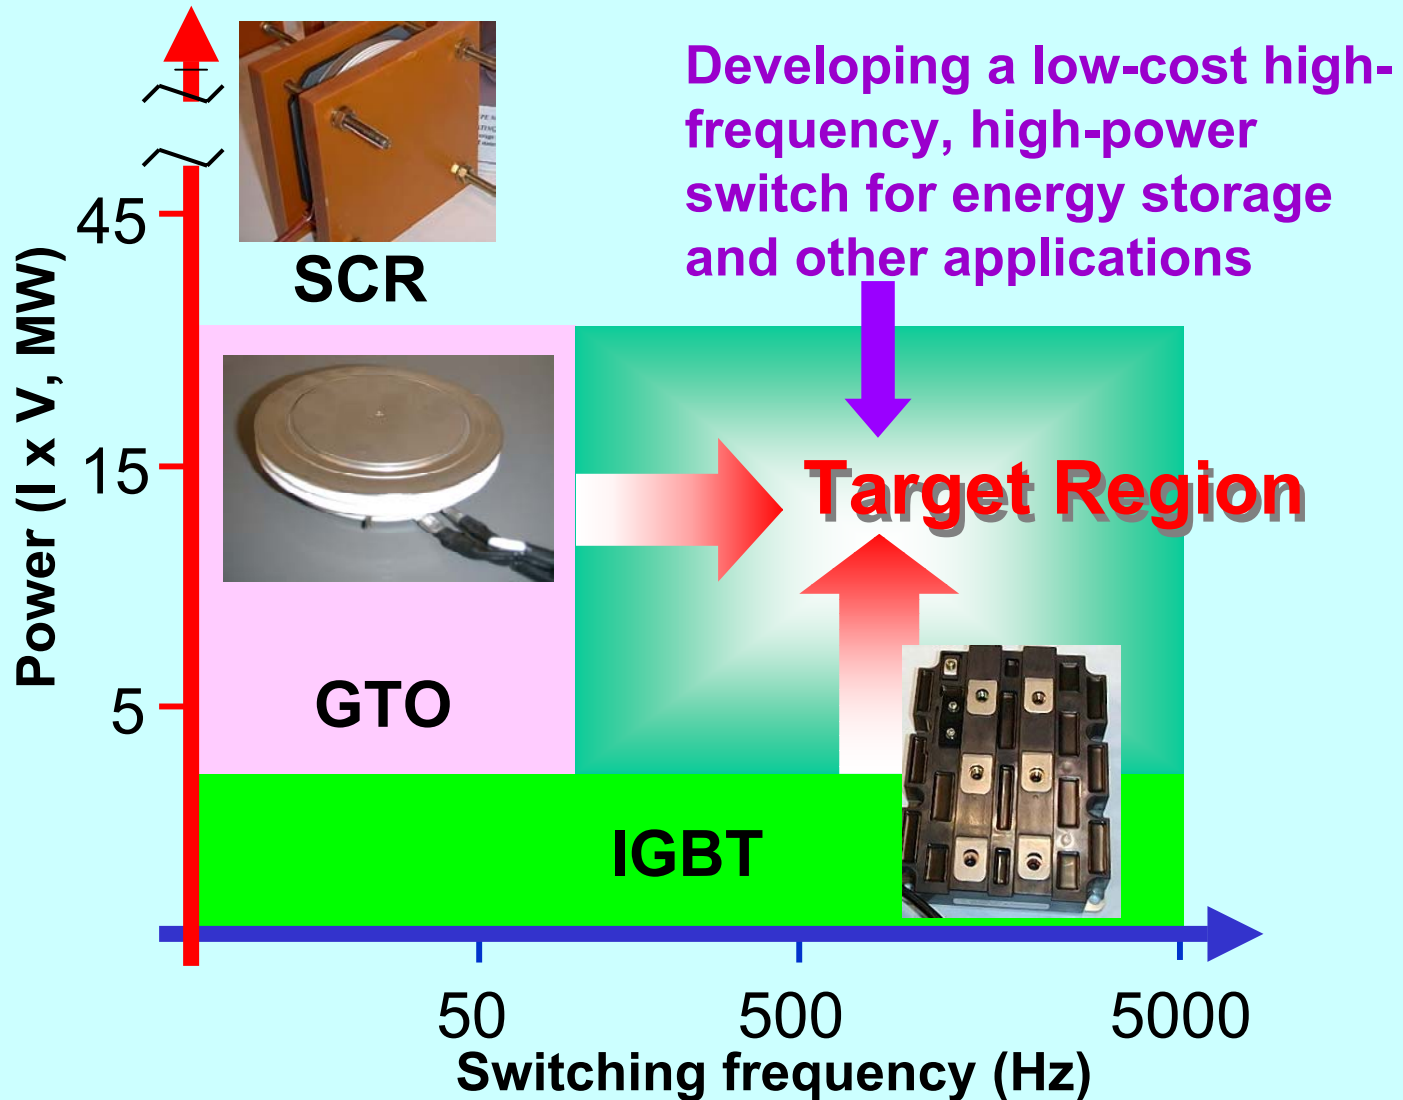 Developing a low-cost high-
frequency, high-power
switch for energy storage
and other applications
SCR
45
15
5
Power (I x V, MW)
Target Region
GTO
IGBT
50
500
5000
Switching frequency (Hz)